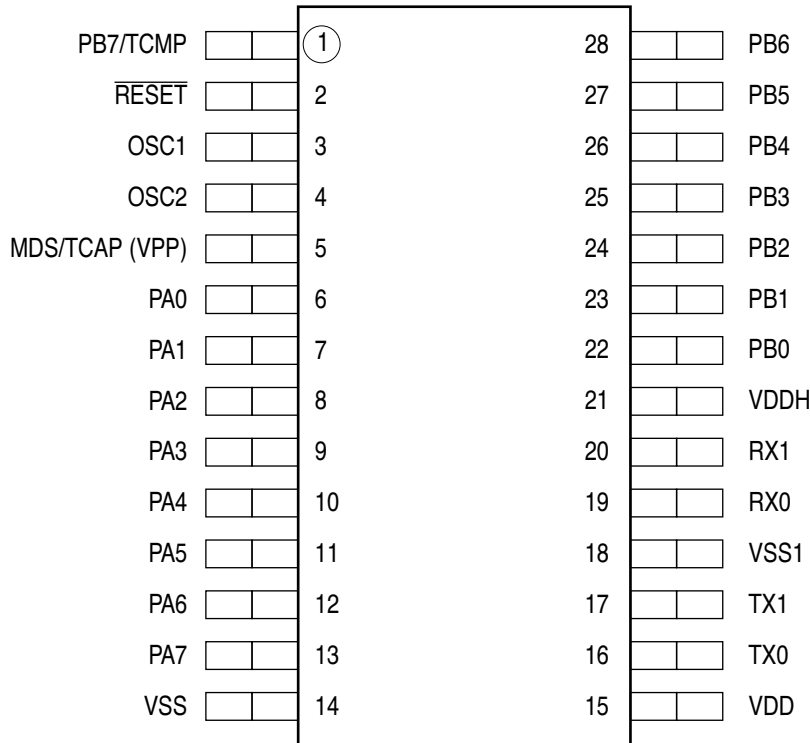 PB7/TCMP 1 28 PB6
RESET 2 27 PB5
OSC1 3 26 PB4
OSC2 4 25 PB3
MDS/TCAP (VPP) 5 24 PB2
PA0 6 23 PB1
PA1 7 22 PB0
PA2 8 21 VDDH
PA3 9 20 RX1
PA4 10 19 RX0
PA5 11 18 VSS1
PA6 12 17 TX1
PA7 13 16 TX0
VSS 14 15 VDD